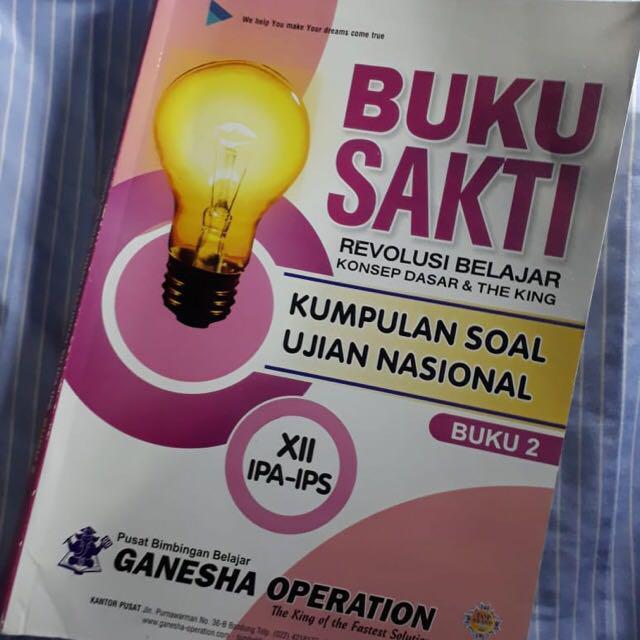 We help You make Your dreams come true
BUKU
SAKTI
REVOLUSI BELAJAR
KONSEP DASAR & THE KING
KUMPULAN SOAL
UJIAN NASIONAL
BUKU 2
XII
IPA-IPS
Pusat Bimbingan Belajar
GANESHA OPERATION
The King of the Fastest Solution
KANTOR PUSAT Jln. Purnawarman No. 36-B Bandung Telp. (022)
www.ganesha-operation.com